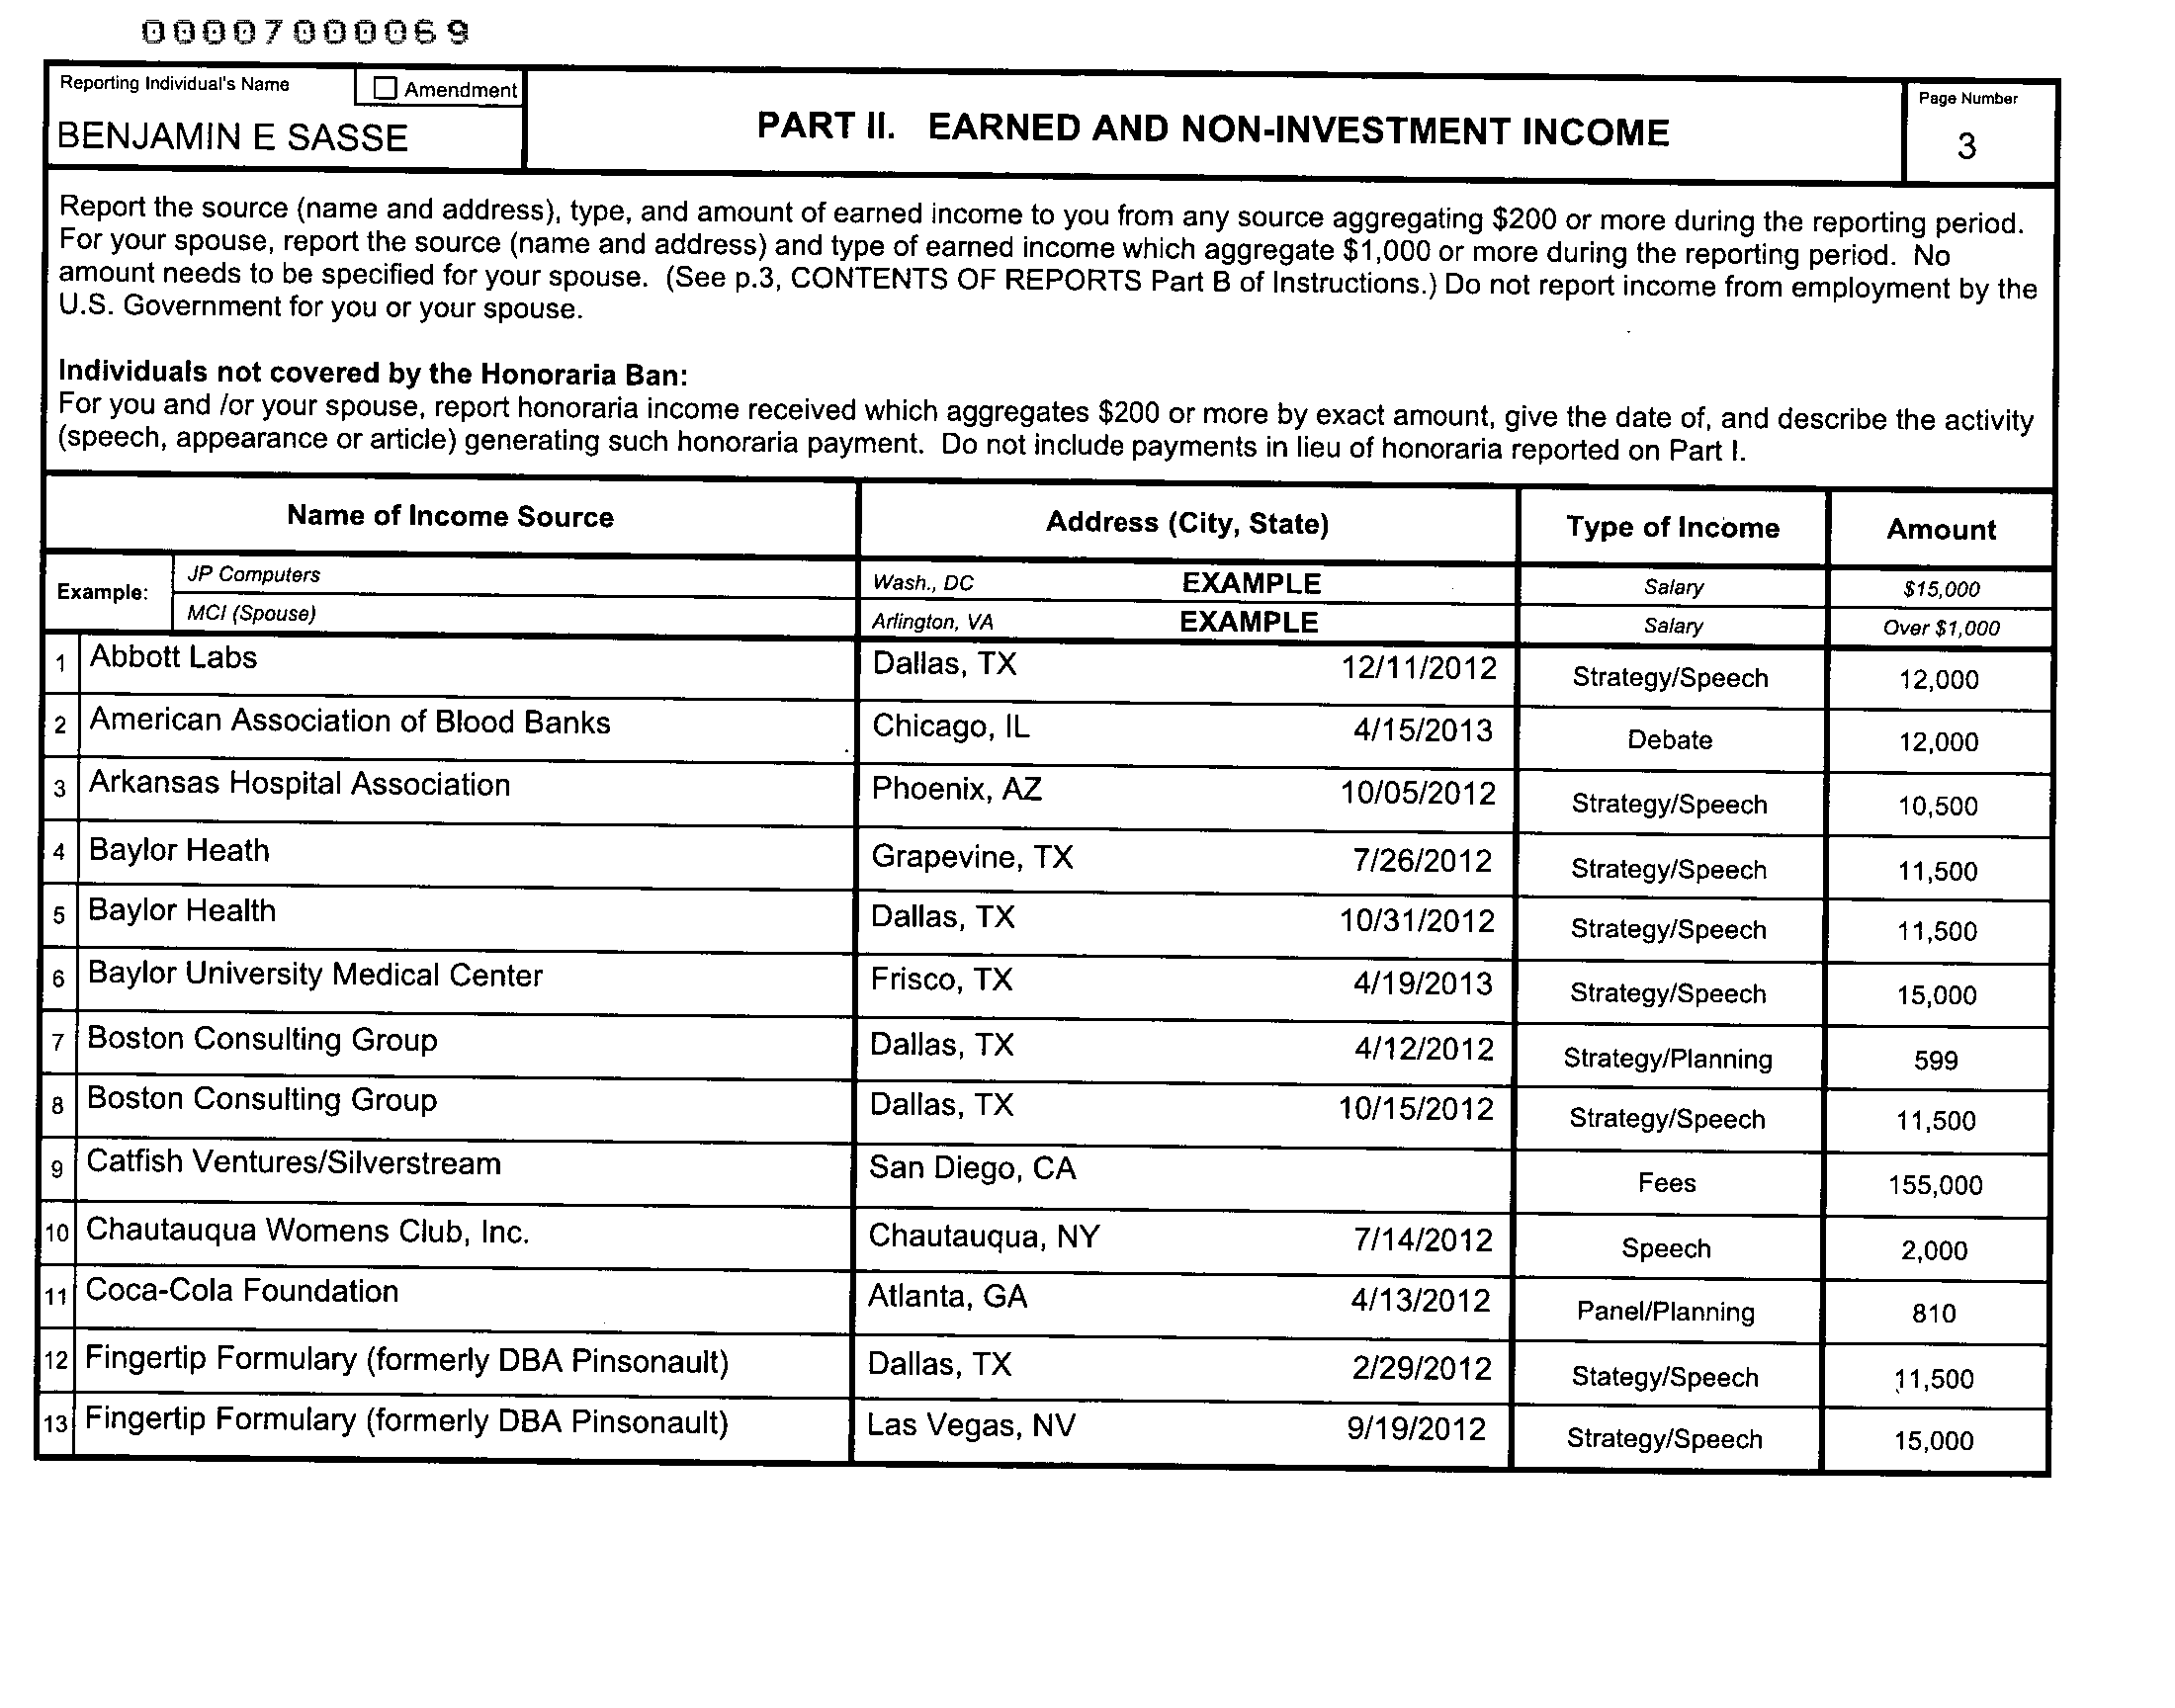 00007000069
Reporting Individual's Name
Amendment
BENJAMIN E SASSE
PART II. EARNED AND NON-INVESTMENT INCOME
Page Number
3
Report the source (name and address), type, and amount of earned income to you from any source aggregating $200 or more during the reporting period.
For your spouse, report the source (name and address) and type of earned income which aggregate $1,000 or more during the reporting period. No
amount needs to be specified for your spouse. (See p.3, CONTENTS OF REPORTS Part B of Instructions.) Do not report income from employment by the
U.S. Government for you or your spouse.
Individuals not covered by the Honoraria Ban:
For you and /or your spouse, report honoraria income received which aggregates $200 or more by exact amount, give the date of, and describe the activity
(speech, appearance or article) generating such honoraria payment. Do not include payments in lieu of honoraria reported on Part I.
Name of Income Source Address (City, State) Type of Income Amount
Example: JP Computers Wash., DC EXAMPLE Salary $15,000
MCI (Spouse) Arlington, VA EXAMPLE Salary Over $1,000
1 Abbott Labs Dallas, TX 12/11/2012 Strategy/Speech 12,000
2 American Association of Blood Banks Chicago, IL 4/15/2013 Debate 12,000
3 Arkansas Hospital Association Phoenix, AZ 10/05/2012 Strategy/Speech 10,500
4 Baylor Heath Grapevine, TX 7/26/2012 Strategy/Speech 11,500
5 Baylor Health Dallas, TX 10/31/2012 Strategy/Speech 11,500
6 Baylor University Medical Center Frisco, TX 4/19/2013 Strategy/Speech 15,000
7 Boston Consulting Group Dallas, TX 4/12/2012 Strategy/Planning 599
8 Boston Consulting Group Dallas, TX 10/15/2012 Strategy/Speech 11,500
9 Catfish Ventures/Silverstream San Diego, CA Fees 155,000
10 Chautauqua Womens Club, Inc. Chautauqua, NY 7/14/2012 Speech 2,000
11 Coca-Cola Foundation Atlanta, GA 4/13/2012 Panel/Planning 810
12 Fingertip Formulary (formerly DBA Pinsonault) Dallas, TX 2/29/2012 Stategy/Speech 11,500
13 Fingertip Formulary (formerly DBA Pinsonault) Las Vegas, NV 9/19/2012 Strategy/Speech 15,000